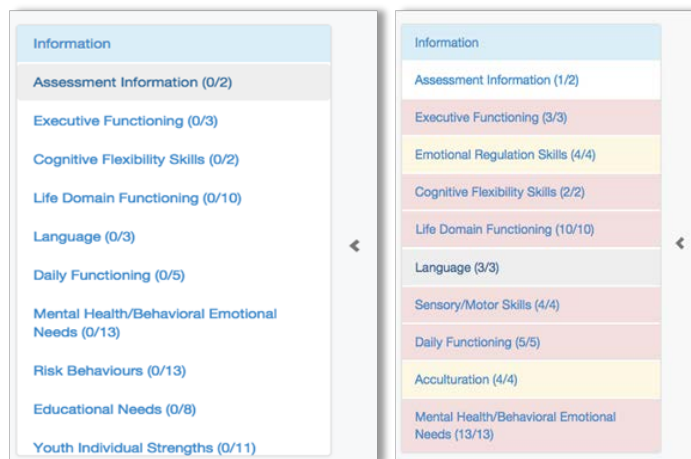 Information
Assessment Information (0/2)
Executive Functioning (0/3)
Cognitive Flexibility Skills (0/2)
Life Domain Functioning (0/10)
Language (0/3)
Daily Functioning (0/5)
Mental Health/Behavioral Emotional
Needs (0/13)
Risk Behaviours (0/13)
Educational Needs (0/8)
Youth Individual Strengths (0/11)
Information
Assessment Information (1/2)
Executive Functioning (3/3)
Emotional Regulation Skills (4/4)
Cognitive Flexibility Skills (2/2)
Life Domain Functioning (10/10)
Language (3/3)
Sensory/Motor Skills (4/4)
Daily Functioning (5/5)
Acculturation (4/4)
Mental Health/Behavioral Emotional
Needs (13/13)